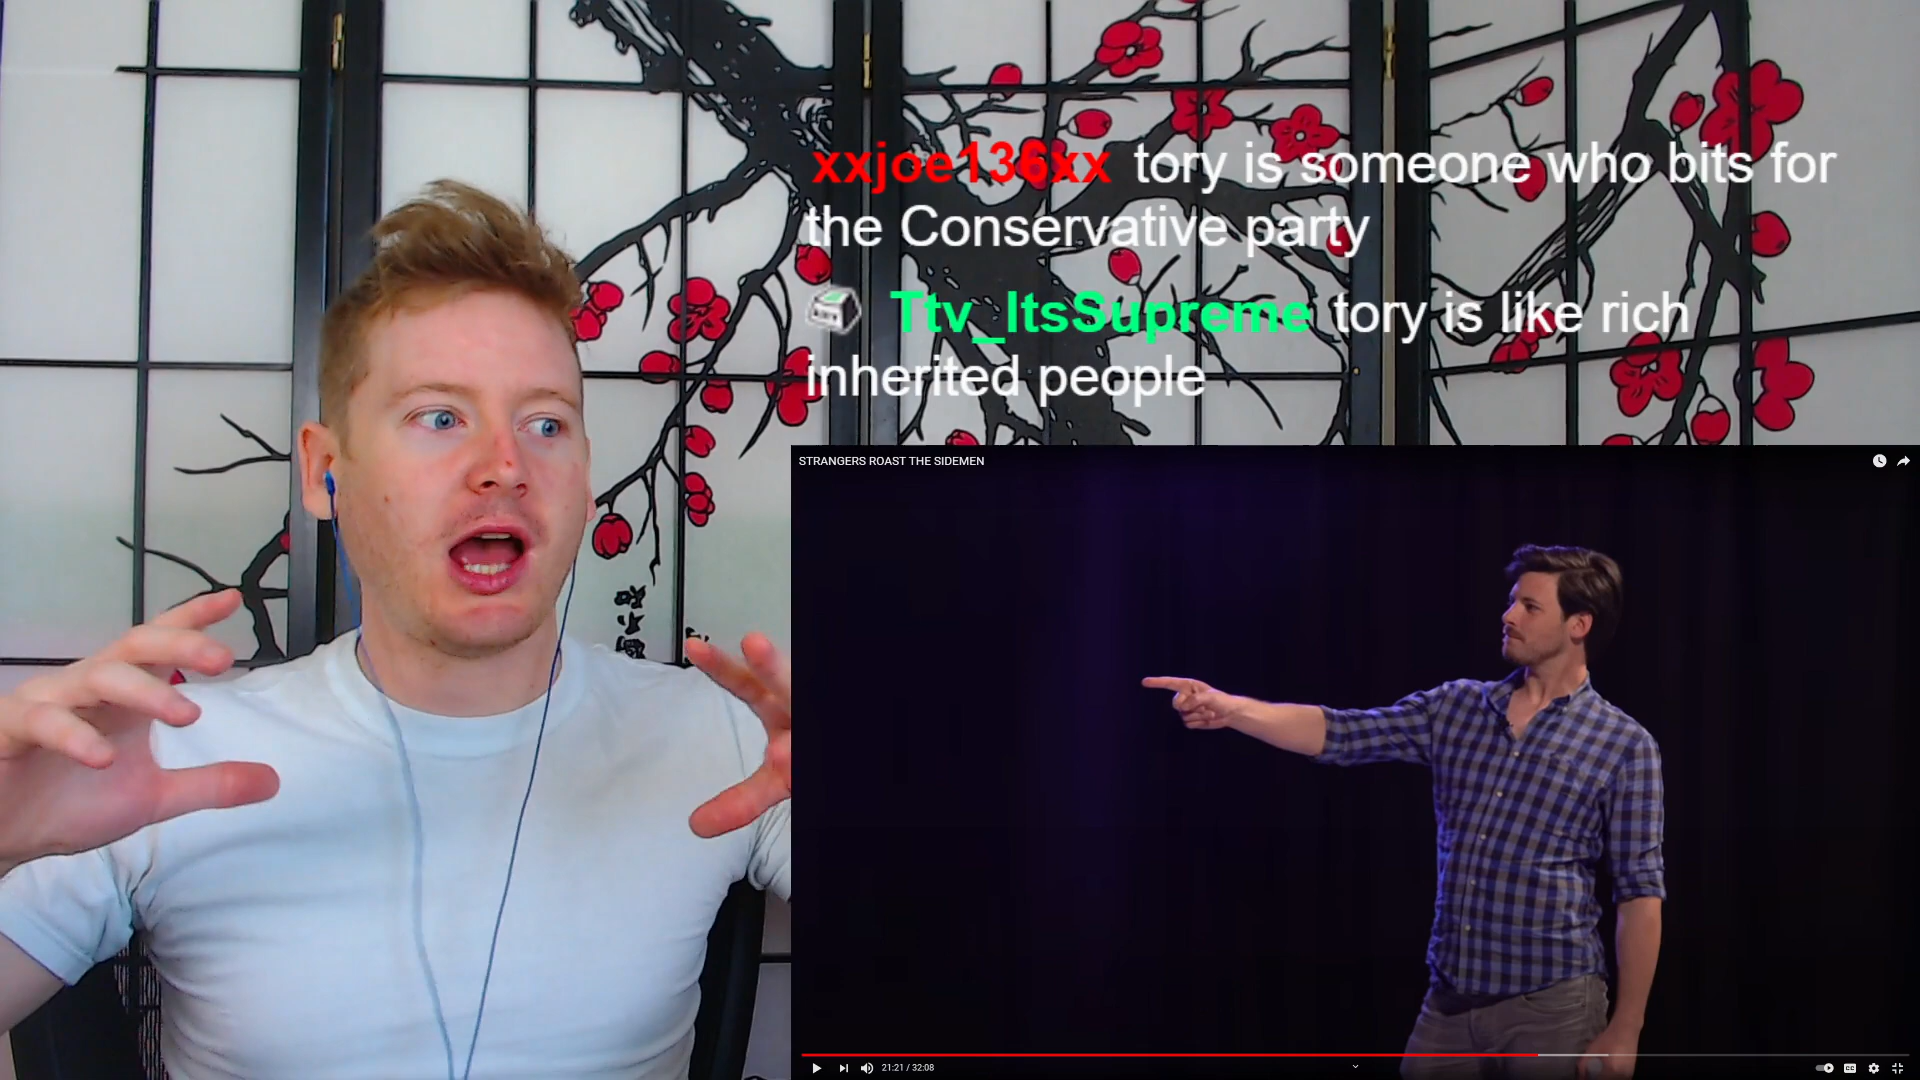 xxjoe136xx tory is someone who bits for
the Conservative party
Ttv_ItsSupreme tory is like rich
inherited people
STRANGERS ROAST THE SIDEMEN
21:21 / 32:08